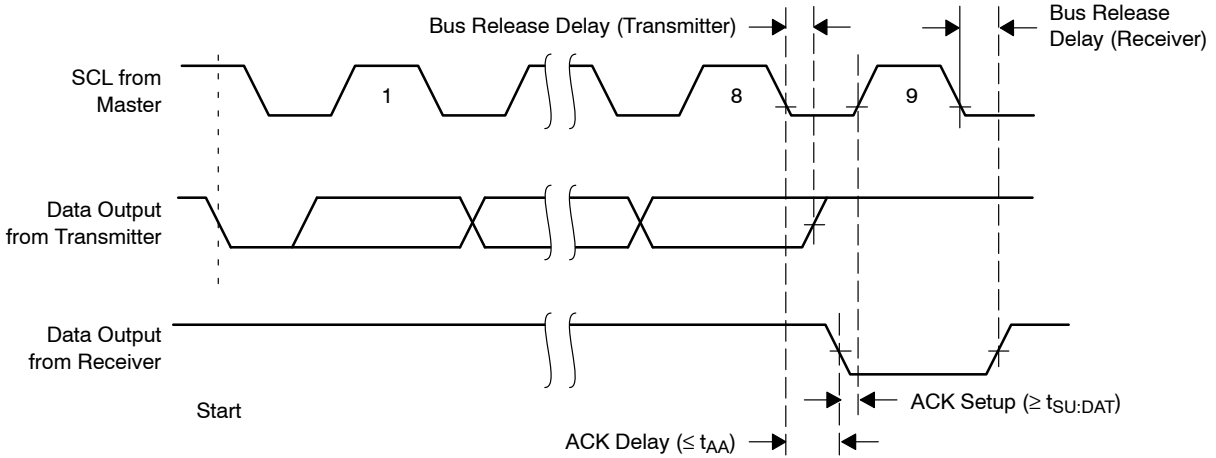 Bus Release Delay (Transmitter)
Bus Release
Delay (Receiver)
SCL from
Master
1
8
9
Data Output
from Transmitter
Data Output
from Receiver
Start
ACK Setup (≥ tSU:DAT)
ACK Delay (≤ tAA)